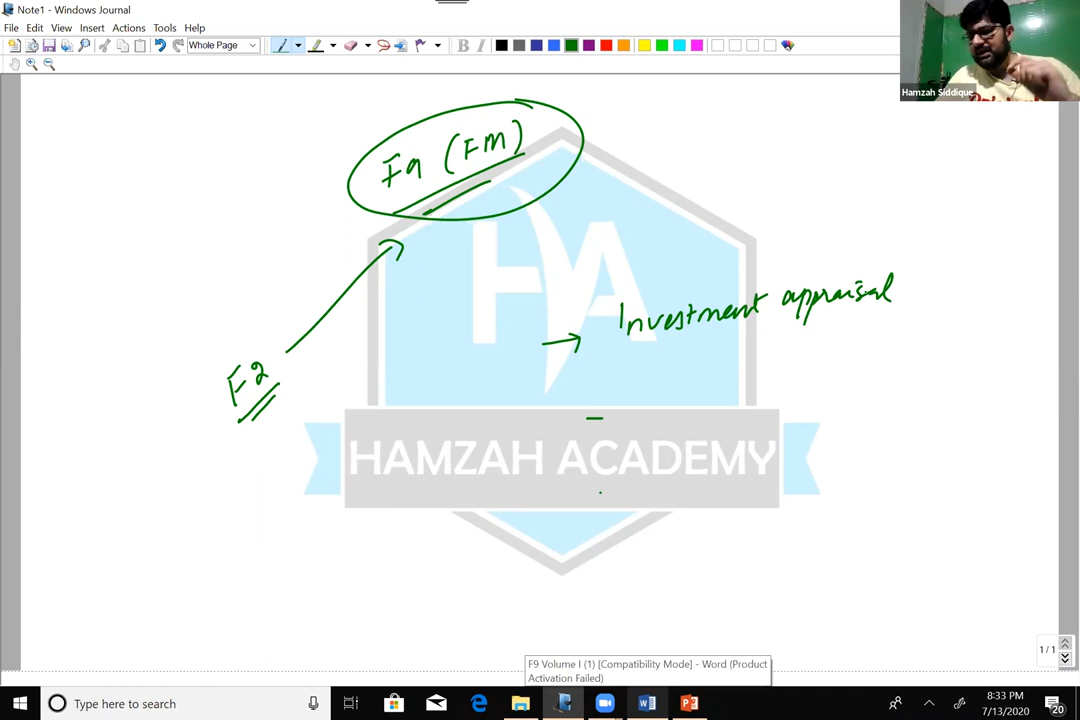 Note1 - Windows Journal
File Edit View Insert Actions Tools Help
Whole Page
B I
Hamzah Siddique
F9 (FM)
HA
Investment appraisal
F2
HAMZAH ACADEMY
1 / 1
F9 Volume I (1) [Compatibility Mode] - Word (Product
Activation Failed)
Type here to search
8:33 PM
7/13/2020
20